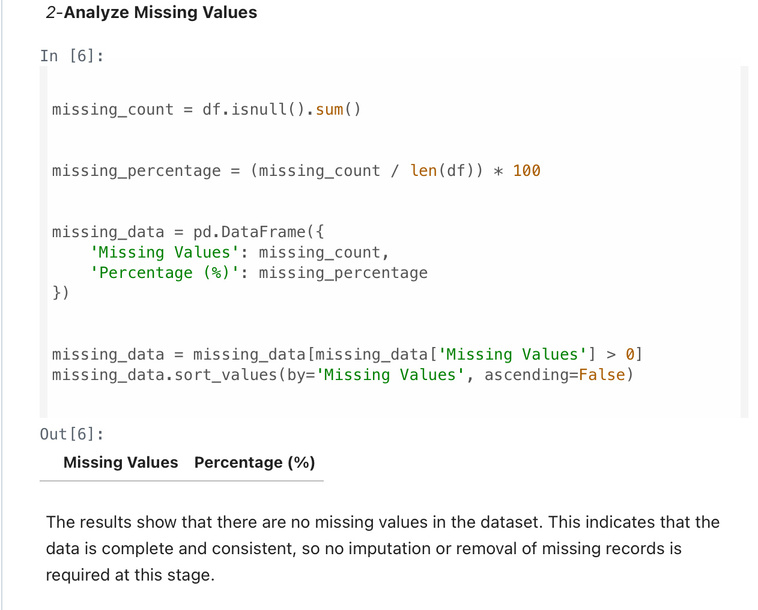 2-Analyze Missing Values
In [6]:
missing_count = df.isnull().sum()
missing_percentage = (missing_count / len(df)) * 100
missing_data = pd.DataFrame({
    'Missing Values': missing_count,
    'Percentage (%)': missing_percentage
})
missing_data = missing_data[missing_data['Missing Values'] > 0]
missing_data.sort_values(by='Missing Values', ascending=False)
Out[6]:
Missing Values Percentage (%)
The results show that there are no missing values in the dataset. This indicates that the
data is complete and consistent, so no imputation or removal of missing records is
required at this stage.